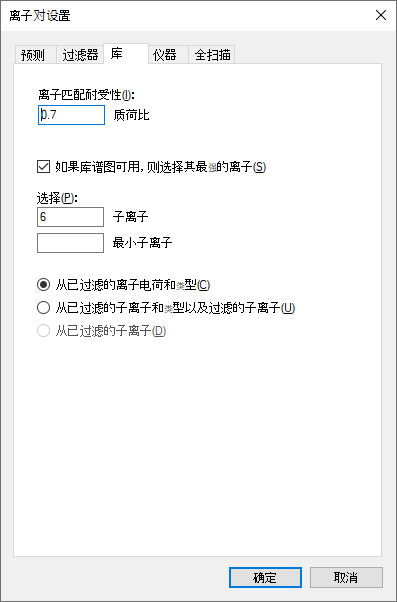 离子对设置
预测 过滤器 库 仪器 全扫描
离子匹配耐受性(I):
0.7 质荷比
如果库谱图可用,则选择其最强的离子(S)
选择(P):
6 子离子
最小子离子
从已过滤的离子电荷和类型(C)
从已过滤的子离子和类型以及过滤的子离子(U)
从已过滤的子离子(D)
确定 取消